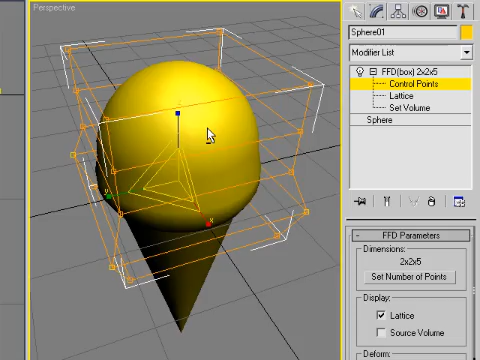 Perspective
Sphere01
Modifier List
FFD(box) 2x2x5
Control Points
Lattice
Set Volume
Sphere
- FFD Parameters
Dimensions:
2x2x5
Set Number of Points
Display:
Lattice
Source Volume
Deform:
y
x